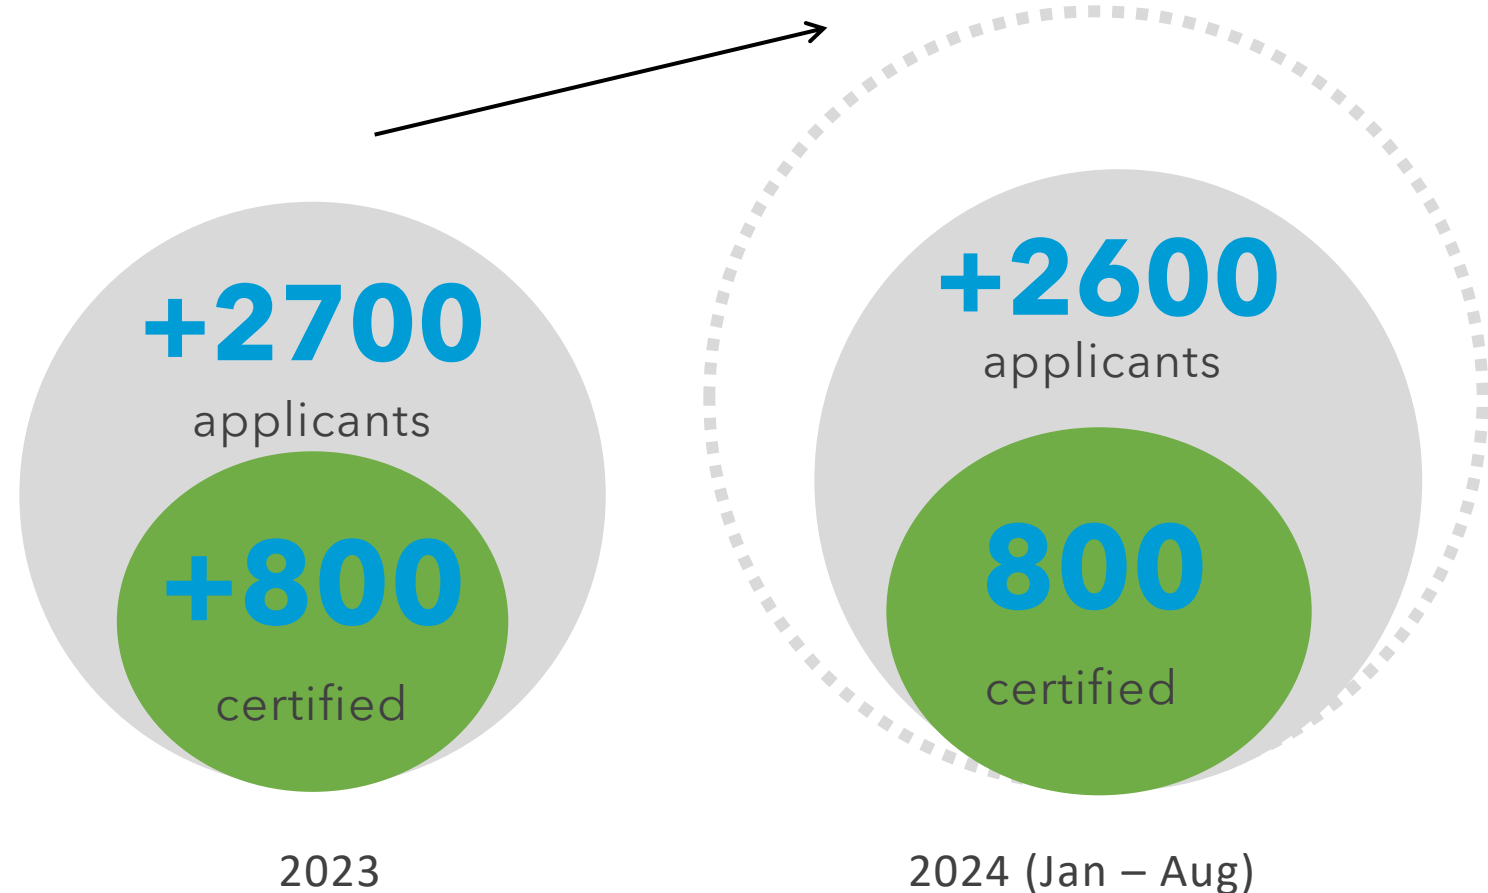 +2700
applicants
+800
certified
2023
+2600
applicants
800
certified
2024 (Jan – Aug)